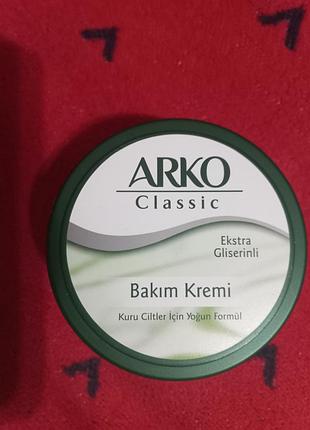 ARKO
Classic
Ekstra
Gliserinli
Bakım Kremi
Kuru Ciltler İçin Yoğun Formül